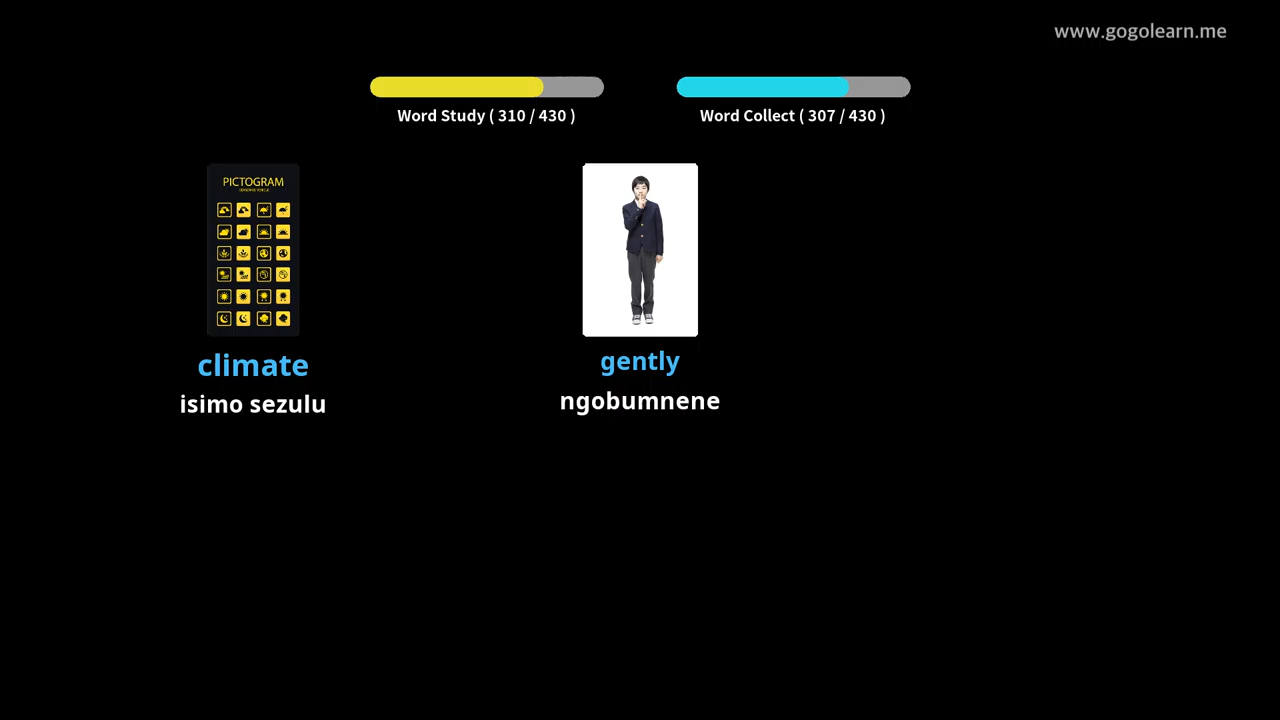 www.gogolearn.me
Word Study ( 310 / 430 )
Word Collect ( 307 / 430 )
PICTOGRAM
climate
isimo sezulu
gently
ngobumnene